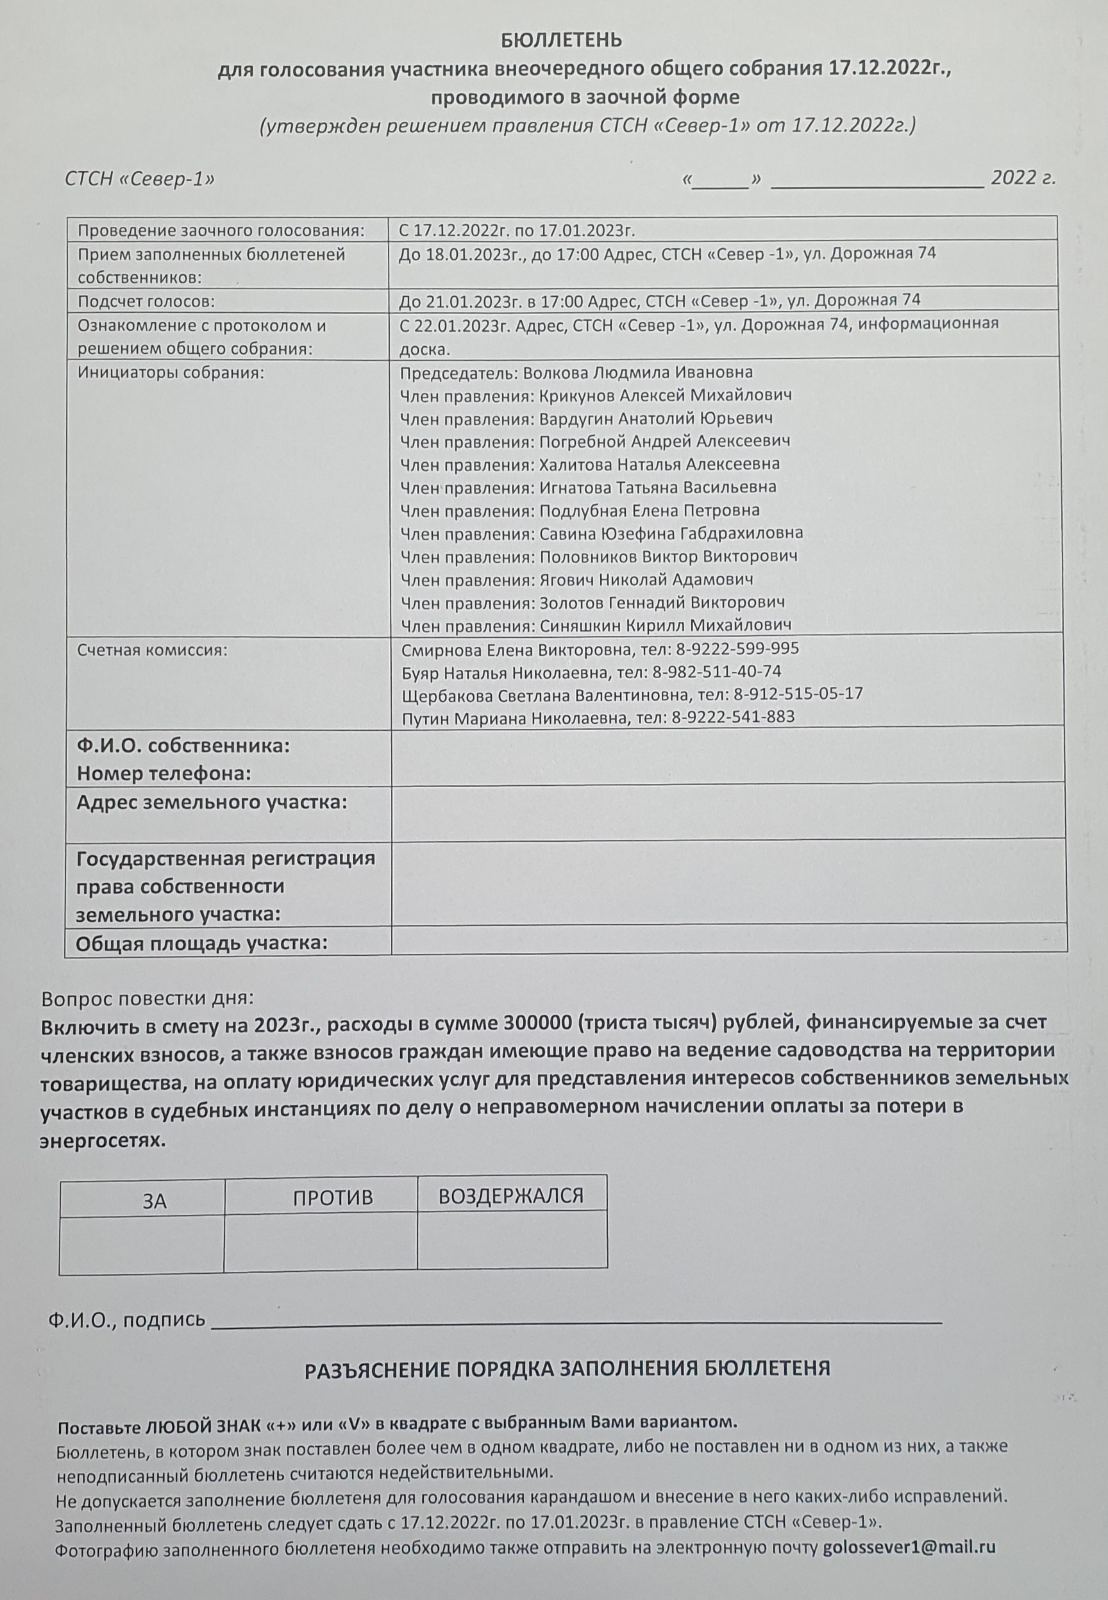 БЮЛЛЕТЕНЬ
для голосования участника внеочередного общего собрания 17.12.2022г.,
проводимого в заочной форме
(утвержден решением правления СТСН «Север-1» от 17.12.2022г.)
СТСН «Север-1» «_____» ___________________ 2022 г.
Проведение заочного голосования: С 17.12.2022г. по 17.01.2023г.
Прием заполненных бюллетеней До 18.01.2023г., до 17:00 Адрес, СТСН «Север -1», ул. Дорожная 74
собственников:
Подсчет голосов: До 21.01.2023г. в 17:00 Адрес, СТСН «Север -1», ул. Дорожная 74
Ознакомление с протоколом и С 22.01.2023г. Адрес, СТСН «Север -1», ул. Дорожная 74, информационная
решением общего собрания: доска.
Инициаторы собрания: Председатель: Волкова Людмила Ивановна
Член правления: Крикунов Алексей Михайлович
Член правления: Вардугин Анатолий Юрьевич
Член правления: Погребной Андрей Алексеевич
Член правления: Халитова Наталья Алексеевна
Член правления: Игнатова Татьяна Васильевна
Член правления: Подлубная Елена Петровна
Член правления: Савина Юзефина Габдрахиловна
Член правления: Половников Виктор Викторович
Член правления: Ягович Николай Адамович
Член правления: Золотов Геннадий Викторович
Член правления: Синяшкин Кирилл Михайлович
Счетная комиссия: Смирнова Елена Викторовна, тел: 8-9222-599-995
Буяр Наталья Николаевна, тел: 8-982-511-40-74
Щербакова Светлана Валентиновна, тел: 8-912-515-05-17
Путин Мариана Николаевна, тел: 8-9222-541-883
Ф.И.О. собственника:
Номер телефона:
Адрес земельного участка:
Государственная регистрация
права собственности
земельного участка:
Общая площадь участка:
Вопрос повестки дня:
Включить в смету на 2023г., расходы в сумме 300000 (триста тысяч) рублей, финансируемые за счет
членских взносов, а также взносов граждан имеющие право на ведение садоводства на территории
товарищества, на оплату юридических услуг для представления интересов собственников земельных
участков в судебных инстанциях по делу о неправомерном начислении оплаты за потери в
энергосетях.
ЗА ПРОТИВ ВОЗДЕРЖАЛСЯ
Ф.И.О., подпись ____________________
РАЗЪЯСНЕНИЕ ПОРЯДКА ЗАПОЛНЕНИЯ БЮЛЛЕТЕНЯ
Поставьте ЛЮБОЙ ЗНАК «+» или «V» в квадрате с выбранным Вами вариантом.
Бюллетень, в котором знак поставлен более чем в одном квадрате, либо не поставлен ни в одном из них, а также
неподписанный бюллетень считаются недействительными.
Не допускается заполнение бюллетеня для голосования карандашом и внесение в него каких-либо исправлений.
Заполненный бюллетень следует сдать с 17.12.2022г. по 17.01.2023г. в правление СТСН «Север-1».
Фотографию заполненного бюллетеня необходимо также отправить на электронную почту golossever1@mail.ru